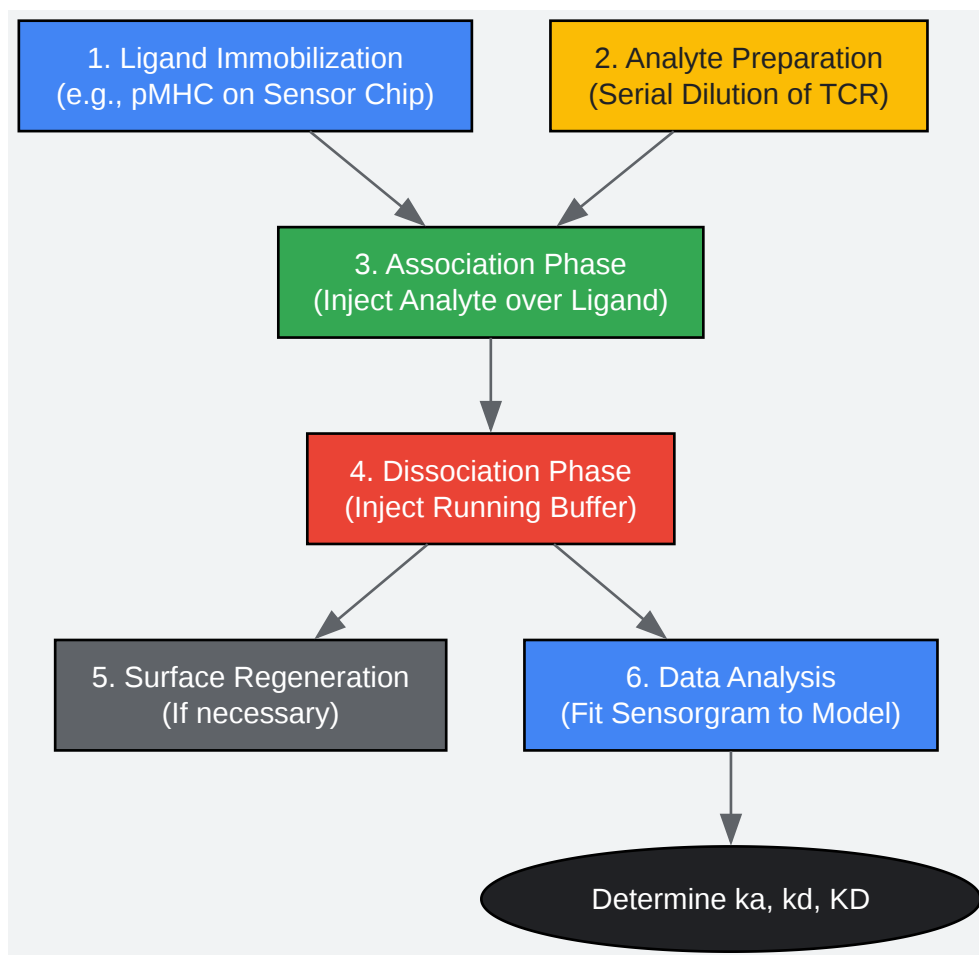 1. Ligand Immobilization
(e.g., pMHC on Sensor Chip)
2. Analyte Preparation
(Serial Dilution of TCR)
3. Association Phase
(Inject Analyte over Ligand)
4. Dissociation Phase
(Inject Running Buffer)
5. Surface Regeneration
(If necessary)
6. Data Analysis
(Fit Sensorgram to Model)
Determine ka, kd, KD